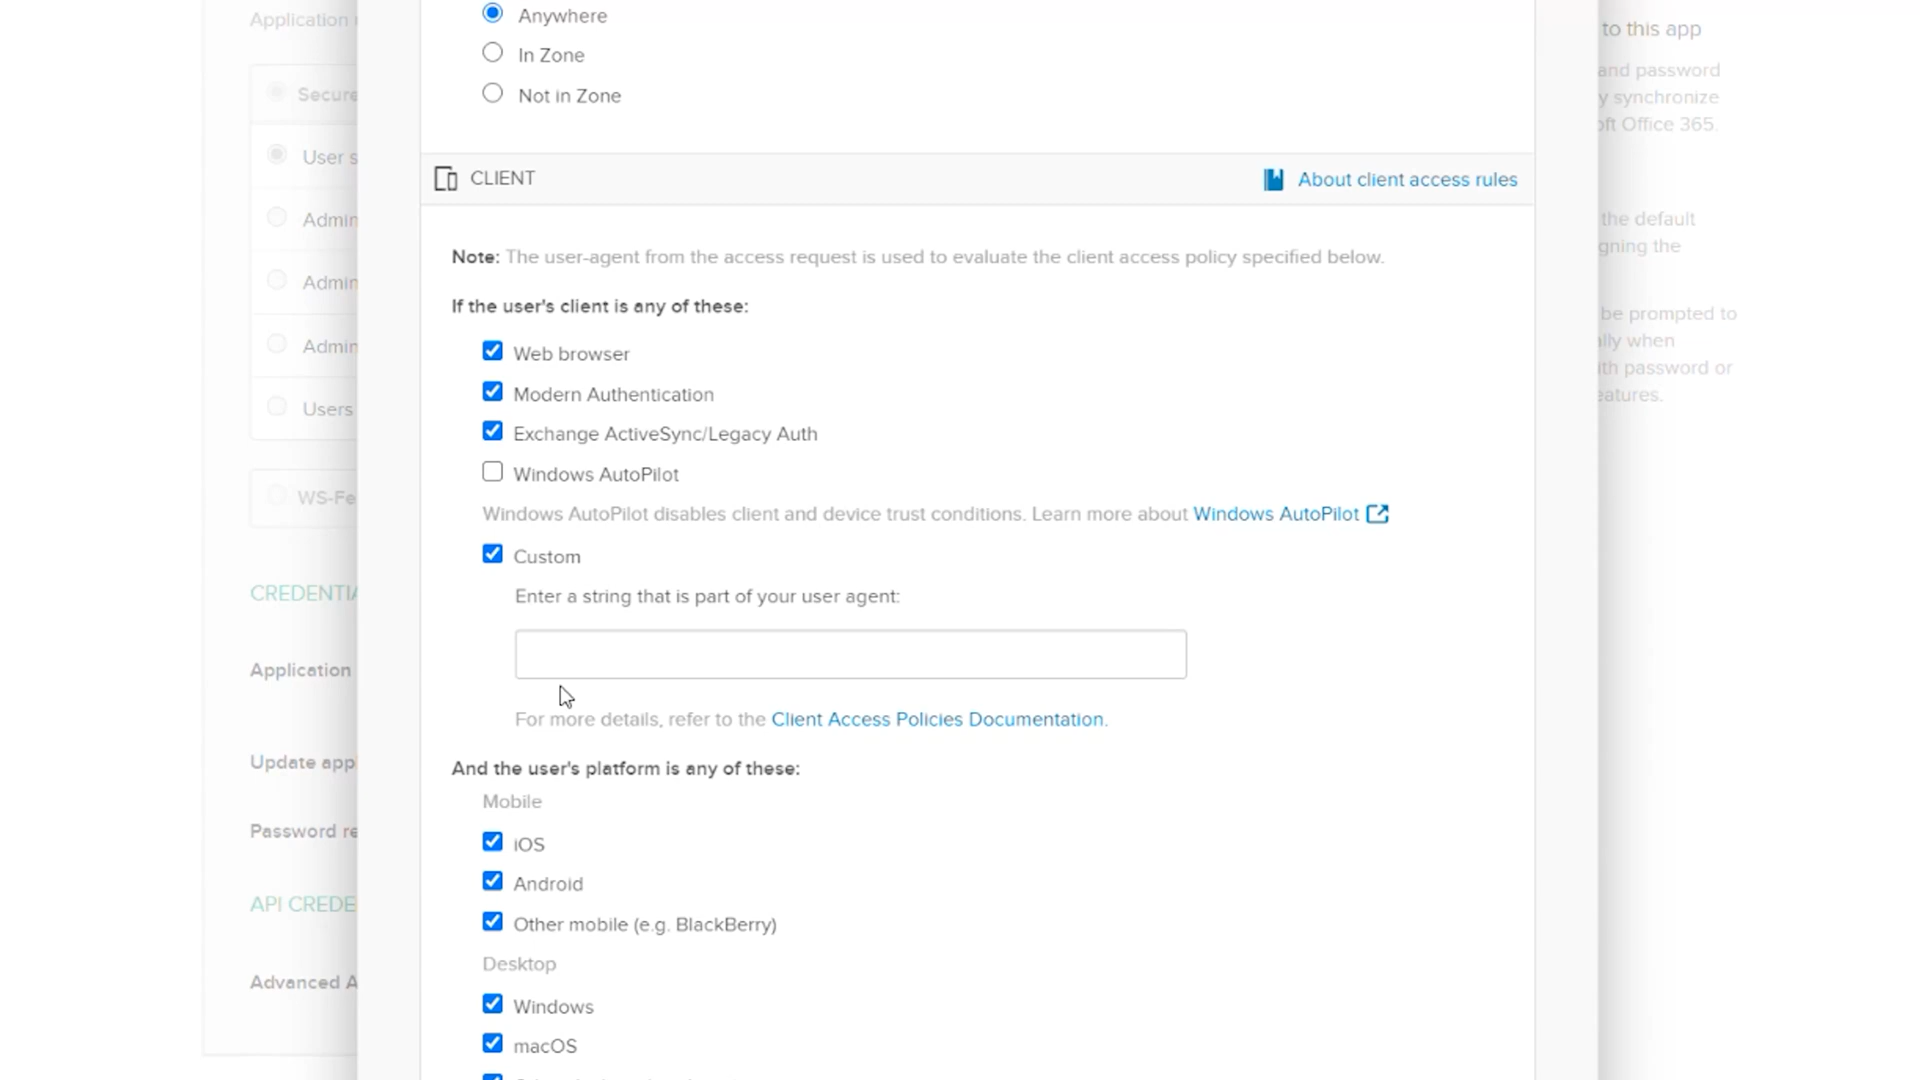 Anywhere
In Zone
Not in Zone
CLIENT
About client access rules
Note: The user-agent from the access request is used to evaluate the client access policy specified below.
If the user's client is any of these:
Web browser
Modern Authentication
Exchange ActiveSync/Legacy Auth
Windows AutoPilot
Windows AutoPilot disables client and device trust conditions. Learn more about Windows AutoPilot
Custom
Enter a string that is part of your user agent:
For more details, refer to the Client Access Policies Documentation.
And the user's platform is any of these:
Mobile
iOS
Android
Other mobile (e.g. BlackBerry)
Desktop
Windows
macOS
Application
Secure
User s
Admin
Admin
Admin
Users
WS-Fe
CREDENTIA
Application
Update app
Password re
API CREDE
Advanced A
to this app
and password
y synchronize
oft Office 365.
the default
gning the
be prompted to
ally when
ith password or
eatures.